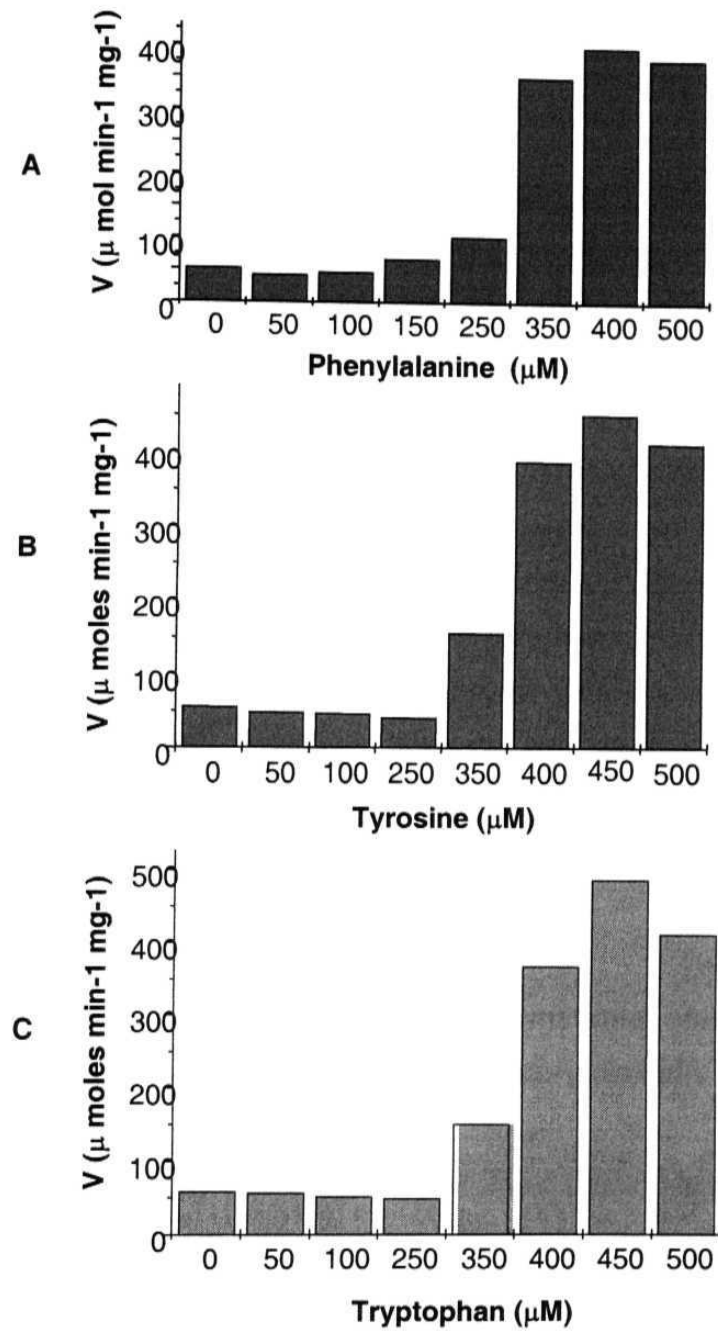 A
V (μ mol min-1 mg-1)
400
300
200
100
0
0 50 100 150 250 350 400 500
Phenylalanine (μM)
B
V (μ moles min-1 mg-1)
400
300
200
100
0
0 50 100 250 350 400 450 500
Tyrosine (μM)
C
V (μ moles min-1 mg-1)
500
400
300
200
100
0
0 50 100 250 350 400 450 500
Tryptophan (μM)